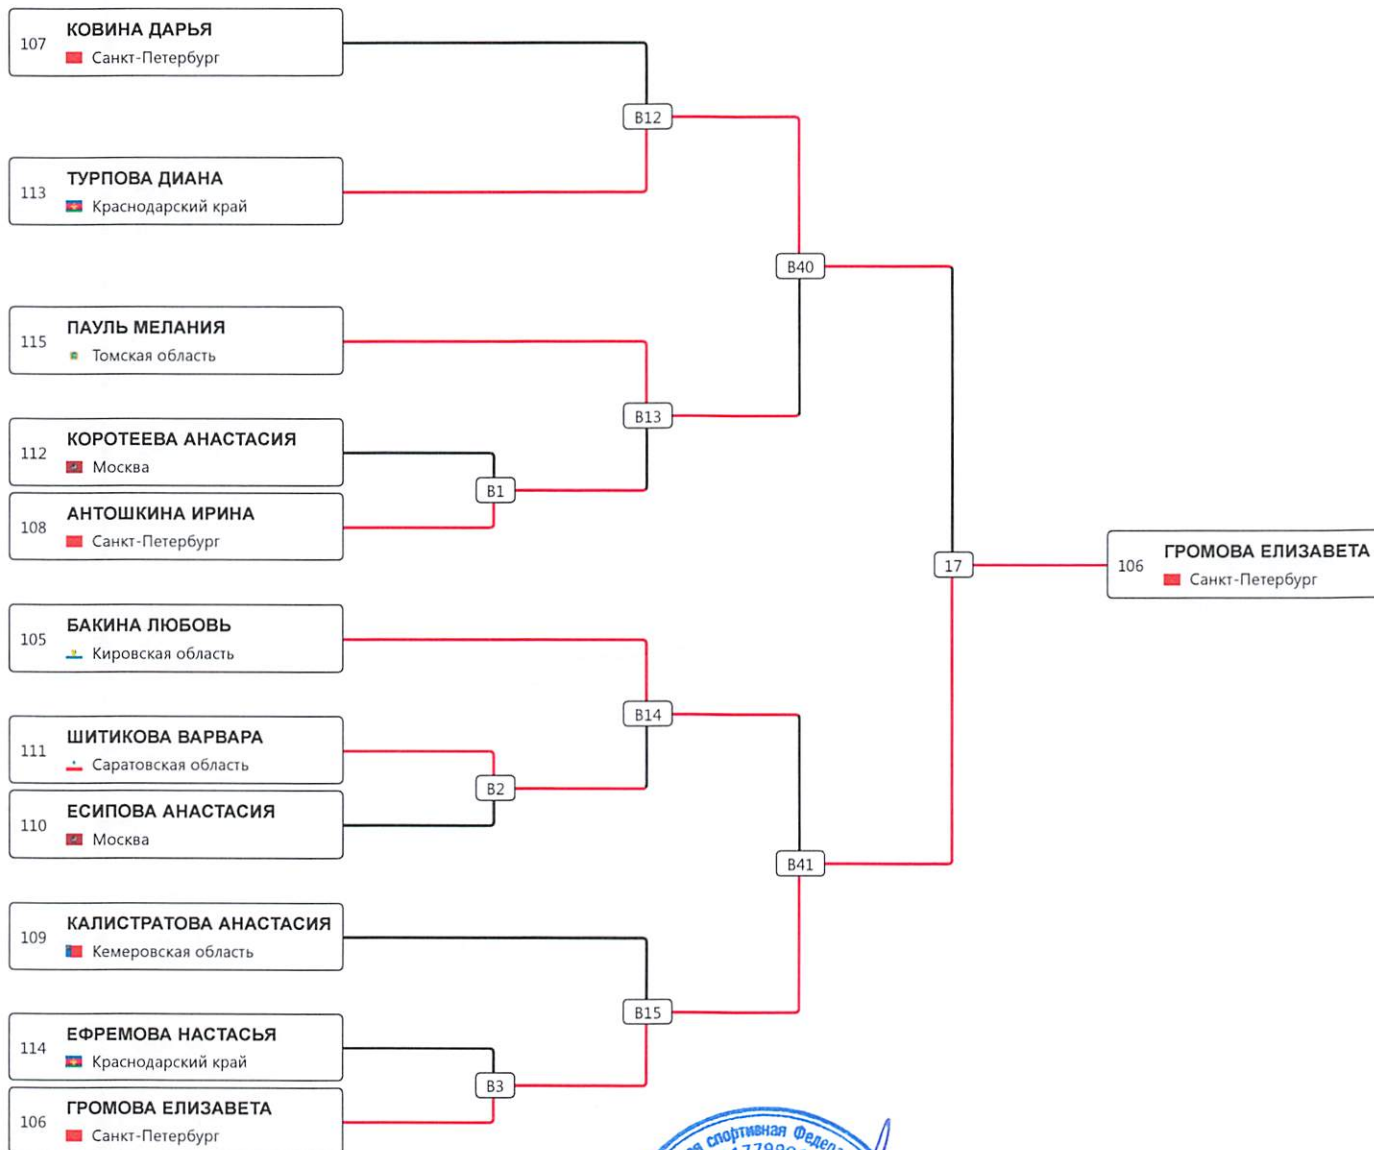 107
КОВИНА ДАРЬЯ
Санкт-Петербург
B12
113
ТУРПОВА ДИАНА
Краснодарский край
B40
115
ПАУЛЬ МЕЛАНИЯ
Томская область
B13
112
КОРОТЕЕВА АНАСТАСИЯ
Москва
B1
108
АНТОШКИНА ИРИНА
Санкт-Петербург
17
106
ГРОМОВА ЕЛИЗАВЕТА
Санкт-Петербург
105
БАКИНА ЛЮБОВЬ
Кировская область
B14
111
ШИТИКОВА ВАРВАРА
Саратовская область
B2
110
ЕСИПОВА АНАСТАСИЯ
Москва
B41
109
КАЛИСТРАТОВА АНАСТАСИЯ
Кемеровская область
B15
114
ЕФРЕМОВА НАСТАСЬЯ
Краснодарский край
B3
106
ГРОМОВА ЕЛИЗАВЕТА
Санкт-Петербург
спортивная